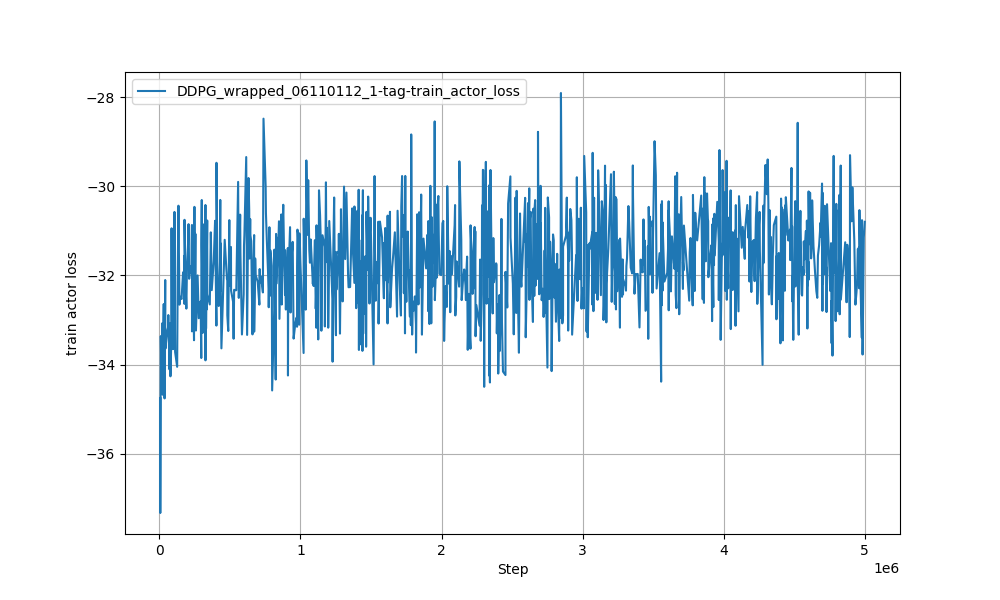 DDPG_wrapped_06110112_1-tag-train_actor_loss
train actor loss
−28
−30
−32
−34
−36
0
1
2
3
4
5
1e6
Step